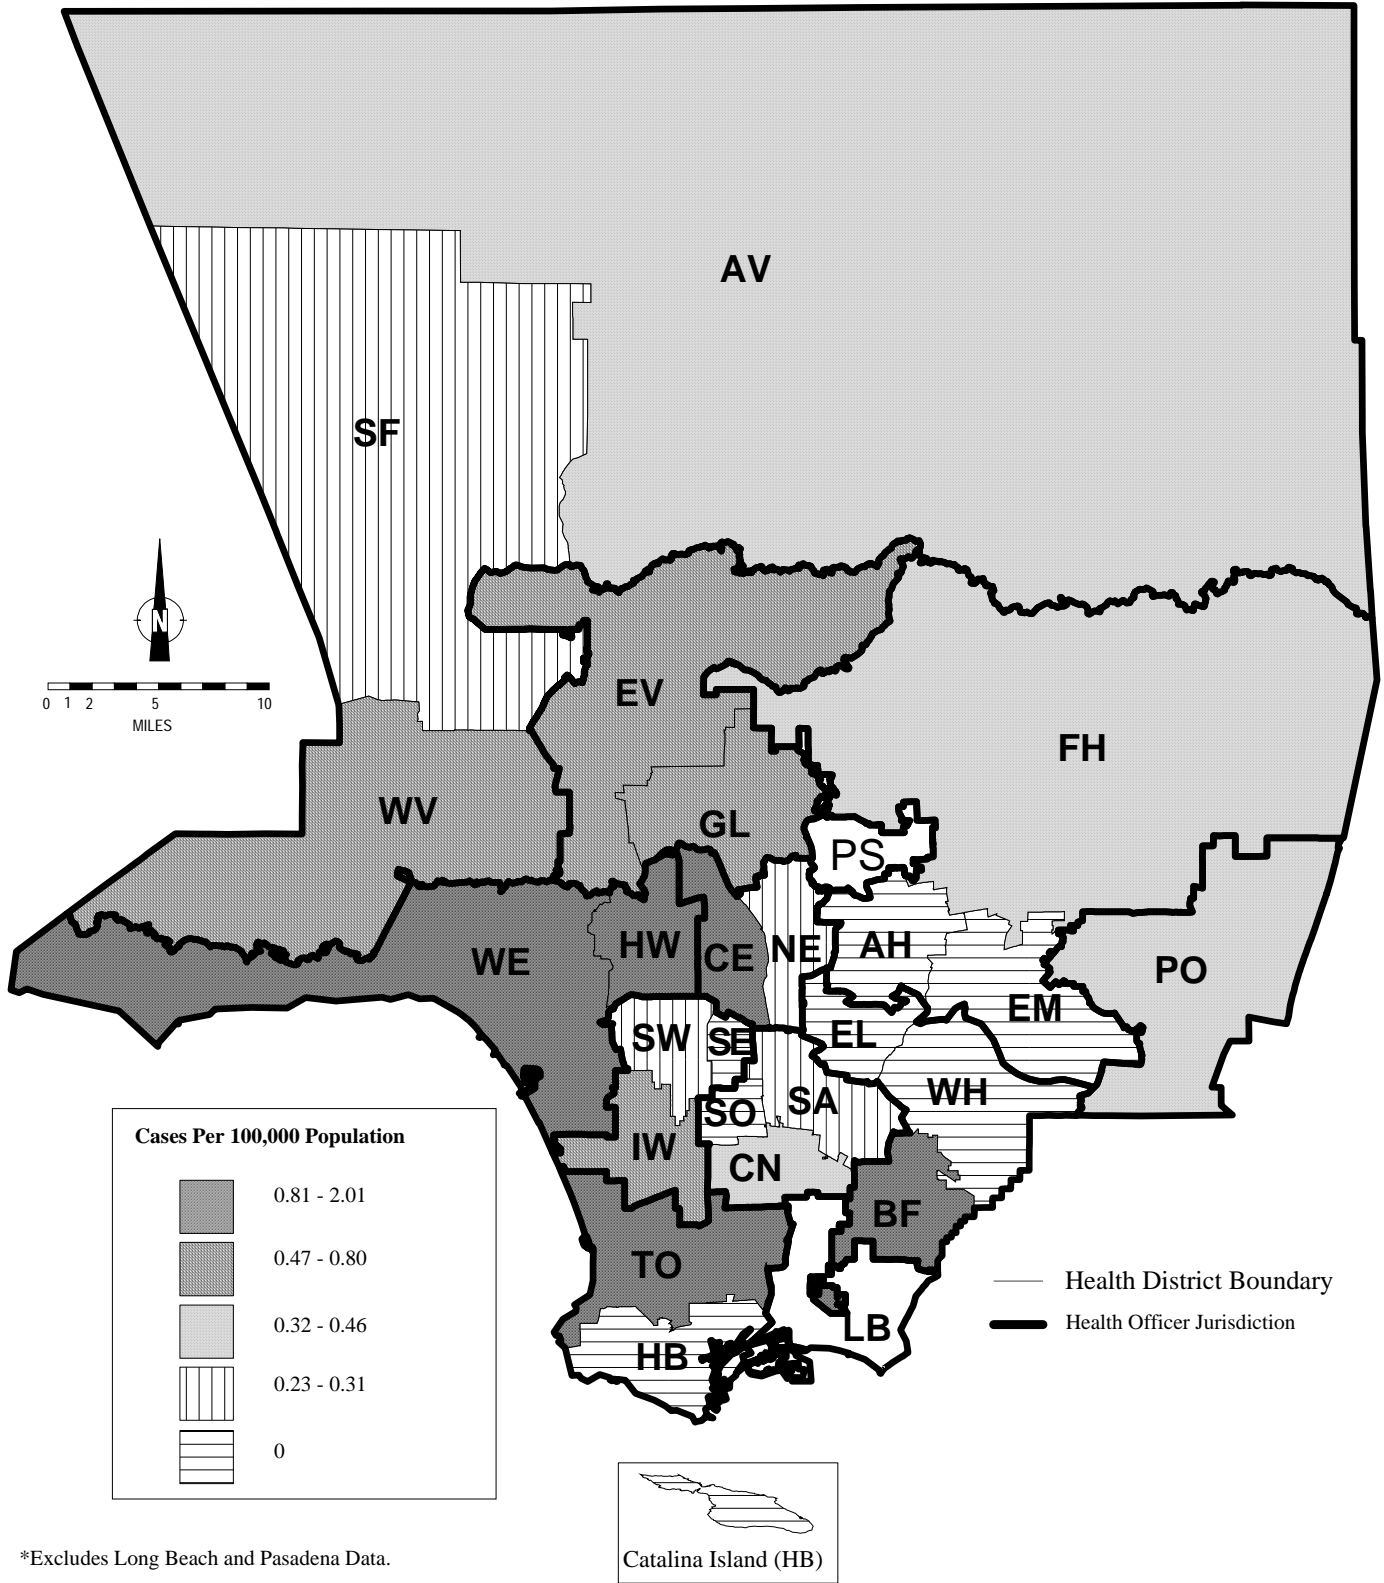 AV
SF
N
0 1 2 5 10
MILES
EV
FH
WV
GL
PS
WE
HW
CE
NE
AH
PO
EM
SW
SE
EL
WH
SO
SA
IW
CN
BF
TO
LB
HB
Cases Per 100,000 Population
0.81 - 2.01
0.47 - 0.80
0.32 - 0.46
0.23 - 0.31
0
Health District Boundary
Health Officer Jurisdiction
Catalina Island (HB)
*Excludes Long Beach and Pasadena Data.